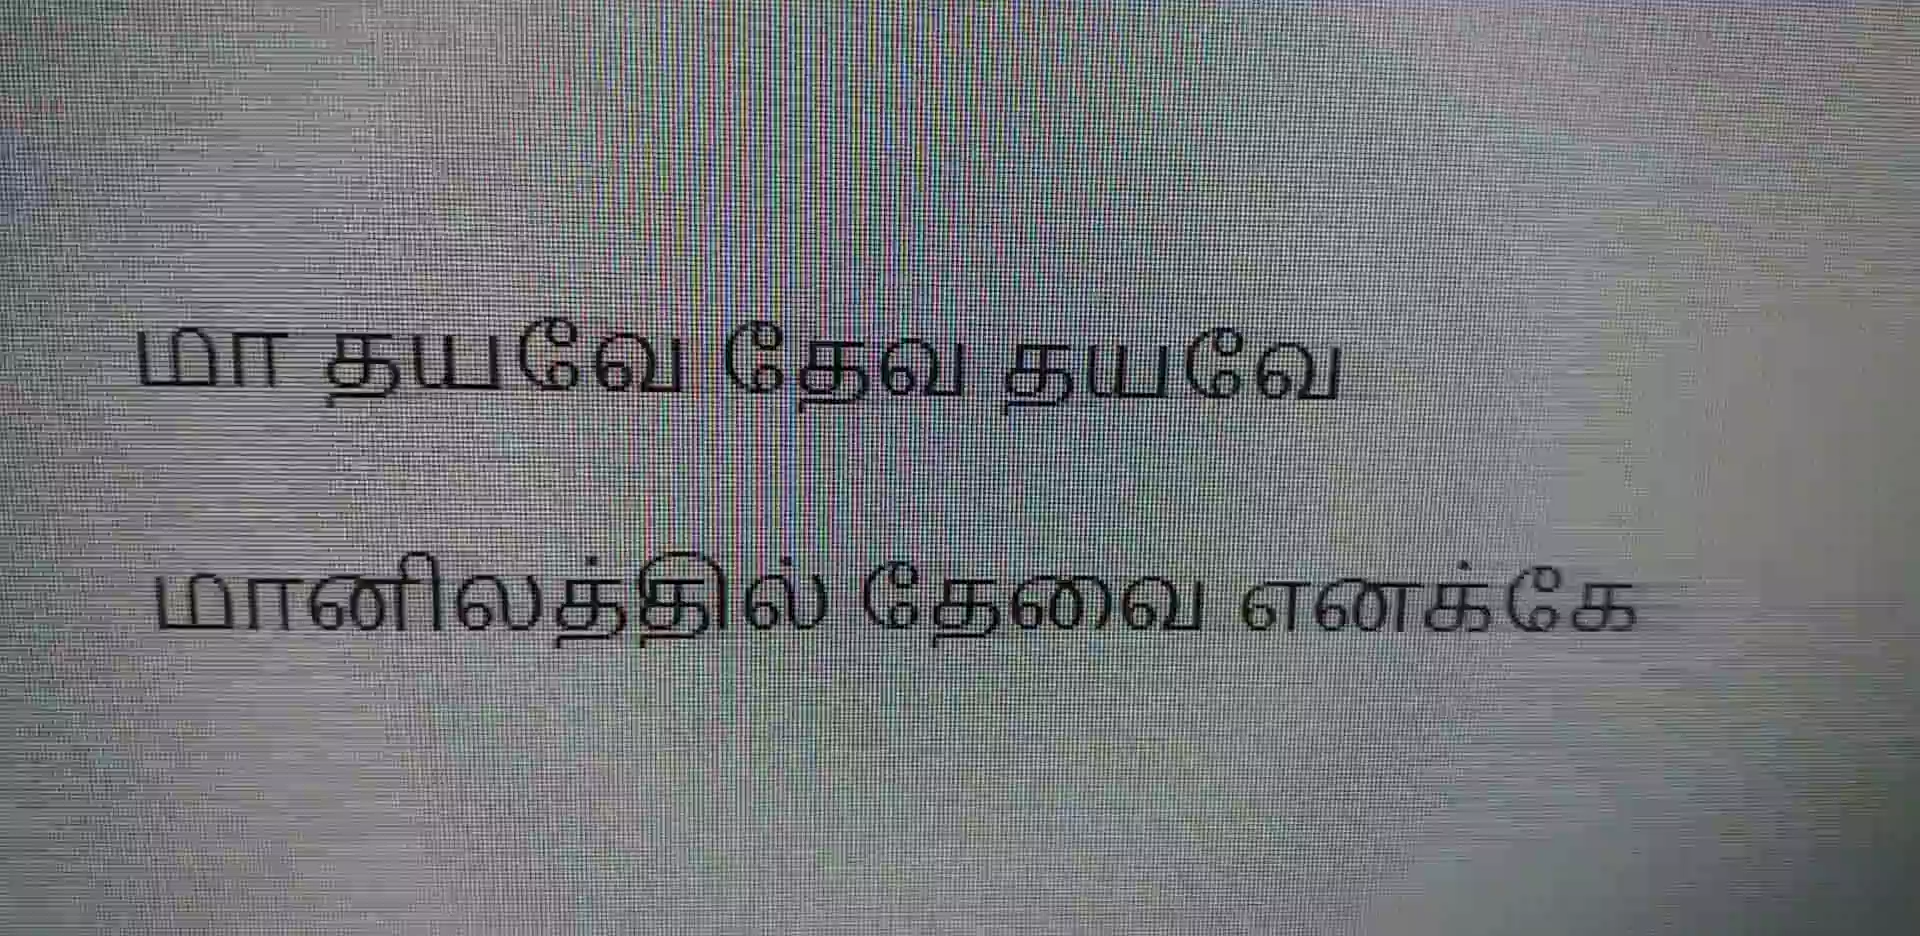 மா தயவே தேவ தயவே
மானிலத்தில் தேவை எனக்கே